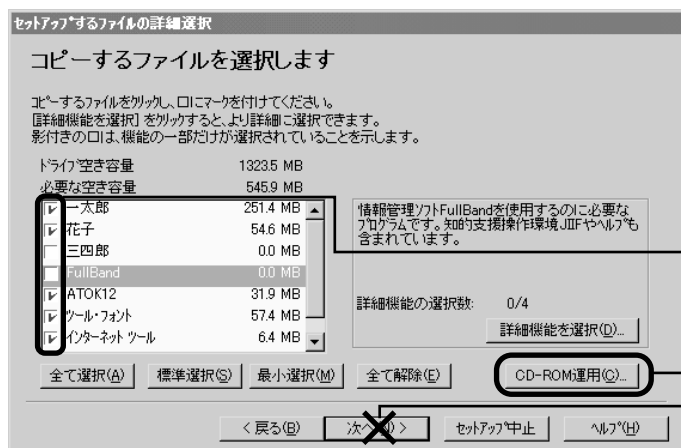 セットアップするファイルの詳細選択
コピーするファイルを選択します
コピーするファイルをクリックし、□にマークを付けてください。
[詳細機能を選択] をクリックすると、より詳細に選択できます。
影付きの□は、機能の一部だけが選択されていることを示します。
ドライブ空き容量 1323.5 MB
必要な空き容量 545.9 MB
一太郎 251.4 MB
花子 54.6 MB
三四郎 0.0 MB
FullBand 0.0 MB
ATOK12 31.9 MB
ツール・フォント 57.4 MB
インターネット ツール 6.4 MB
情報管理ソフトFullBandを使用するのに必要な
プログラムです。知的支援操作環境JIIFやヘルプも
含まれています。
詳細機能の選択数: 0/4
詳細機能を選択(D)...
全て選択(A) 標準選択(S) 最小選択(M) 全て解除(E) CD-ROM運用(C)...
< 戻る(B) 次へ(N) > セットアップ中止 ヘルプ(H)